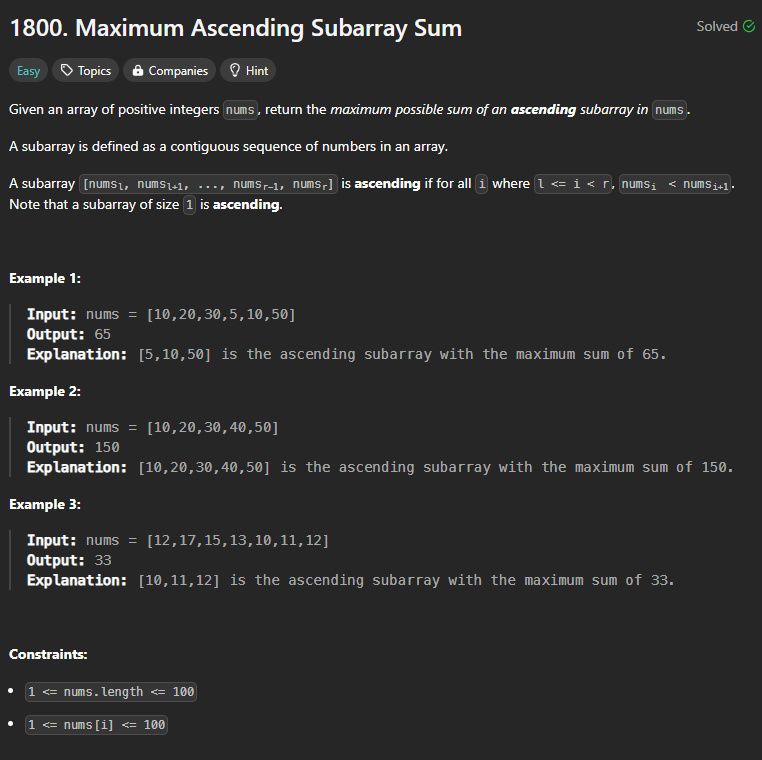 1800. Maximum Ascending Subarray Sum
Solved
Easy Topics Companies Hint
Given an array of positive integers nums, return the maximum possible sum of an ascending subarray in nums.
A subarray is defined as a contiguous sequence of numbers in an array.
A subarray [numsₗ, numsₗ₊₁, ..., numsᵣ₋₁, numsᵣ] is ascending if for all i where l <= i < r, numsᵢ < numsᵢ₊₁.
Note that a subarray of size 1 is ascending.
Example 1:
Input: nums = [10,20,30,5,10,50]
Output: 65
Explanation: [5,10,50] is the ascending subarray with the maximum sum of 65.
Example 2:
Input: nums = [10,20,30,40,50]
Output: 150
Explanation: [10,20,30,40,50] is the ascending subarray with the maximum sum of 150.
Example 3:
Input: nums = [12,17,15,13,10,11,12]
Output: 33
Explanation: [10,11,12] is the ascending subarray with the maximum sum of 33.
Constraints:
• 1 <= nums.length <= 100
• 1 <= nums[i] <= 100